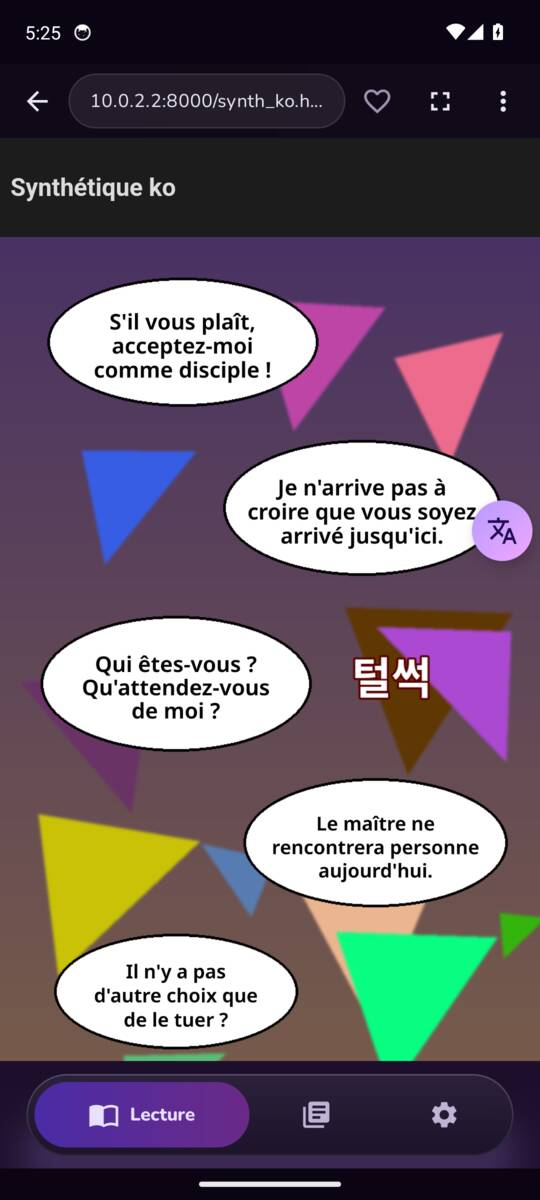 5:25
10.0.2.2:8000/synth_ko.h...
Synthétique ko
S'il vous plaît,
acceptez-moi
comme disciple !
Je n'arrive pas à
croire que vous soyez
arrivé jusqu'ici.
Qui êtes-vous ?
Qu'attendez-vous
de moi ?
털썩
Le maître ne
rencontrera personne
aujourd'hui.
Il n'y a pas
d'autre choix que
de le tuer ?
Lecture